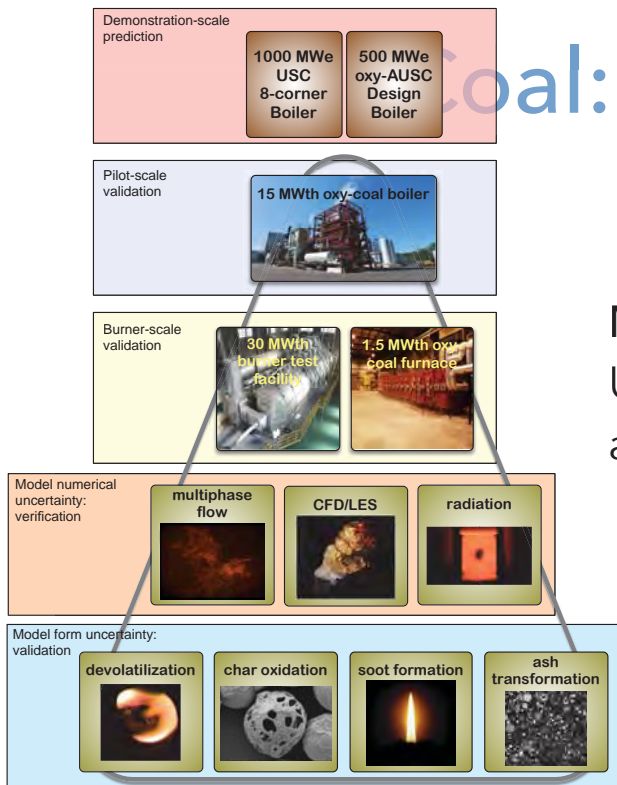 Demonstration-scale
prediction
1000 MWe
USC
8-corner
Boiler
500 MWe
oxy-AUSC
Design
Boiler
oal:
Pilot-scale
validation
15 MWth oxy-coal boiler
Burner-scale
validation
30 MWth
burner test
facility
1.5 MWth oxy
coal furnace
Model numerical
uncertainty:
verification
multiphase
flow
CFD/LES
radiation
Model form uncertainty:
validation
devolatilization
char oxidation
soot formation
ash
transformation